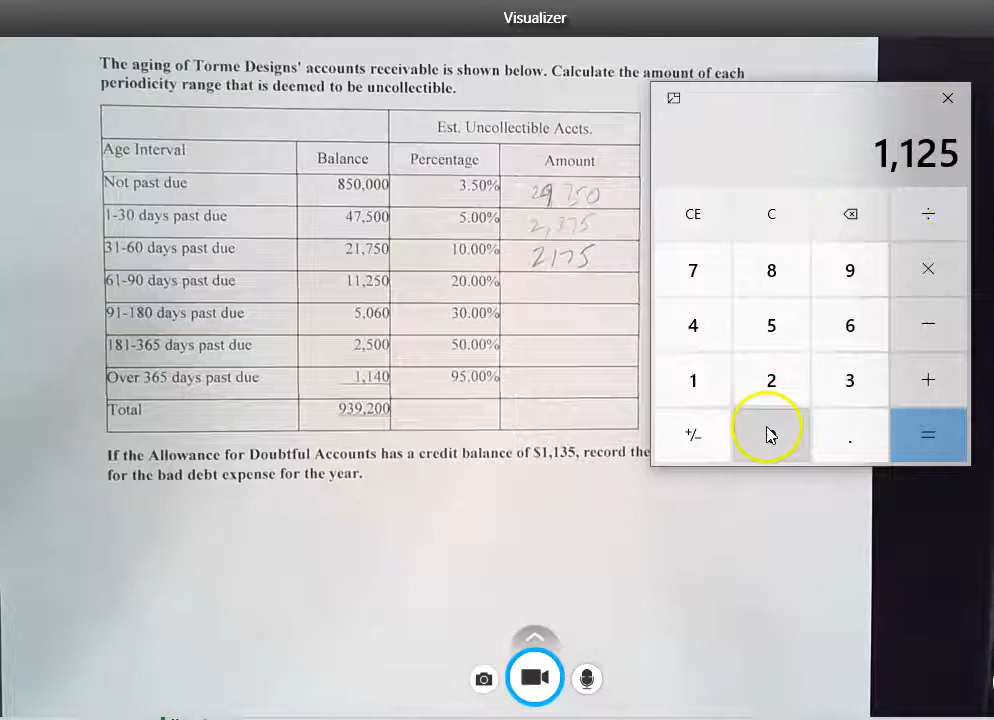 Visualizer
The aging of Torme Designs' accounts receivable is shown below. Calculate the amount of each
periodicity range that is deemed to be uncollectible.
Est. Uncollectible Accts.
Age Interval Balance Percentage Amount
Not past due 850,000 3.50% 29,750
1-30 days past due 47,500 5.00% 2,375
31-60 days past due 21,750 10.00% 2175
61-90 days past due 11,250 20.00%
91-180 days past due 5,060 30.00%
181-365 days past due 2,500 50.00%
Over 365 days past due 1,140 95.00%
Total 939,200
If the Allowance for Doubtful Accounts has a credit balance of $1,135, record the
for the bad debt expense for the year.
1,125
CE C ÷
7 8 9 ×
4 5 6 −
1 2 3 +
+/− . =